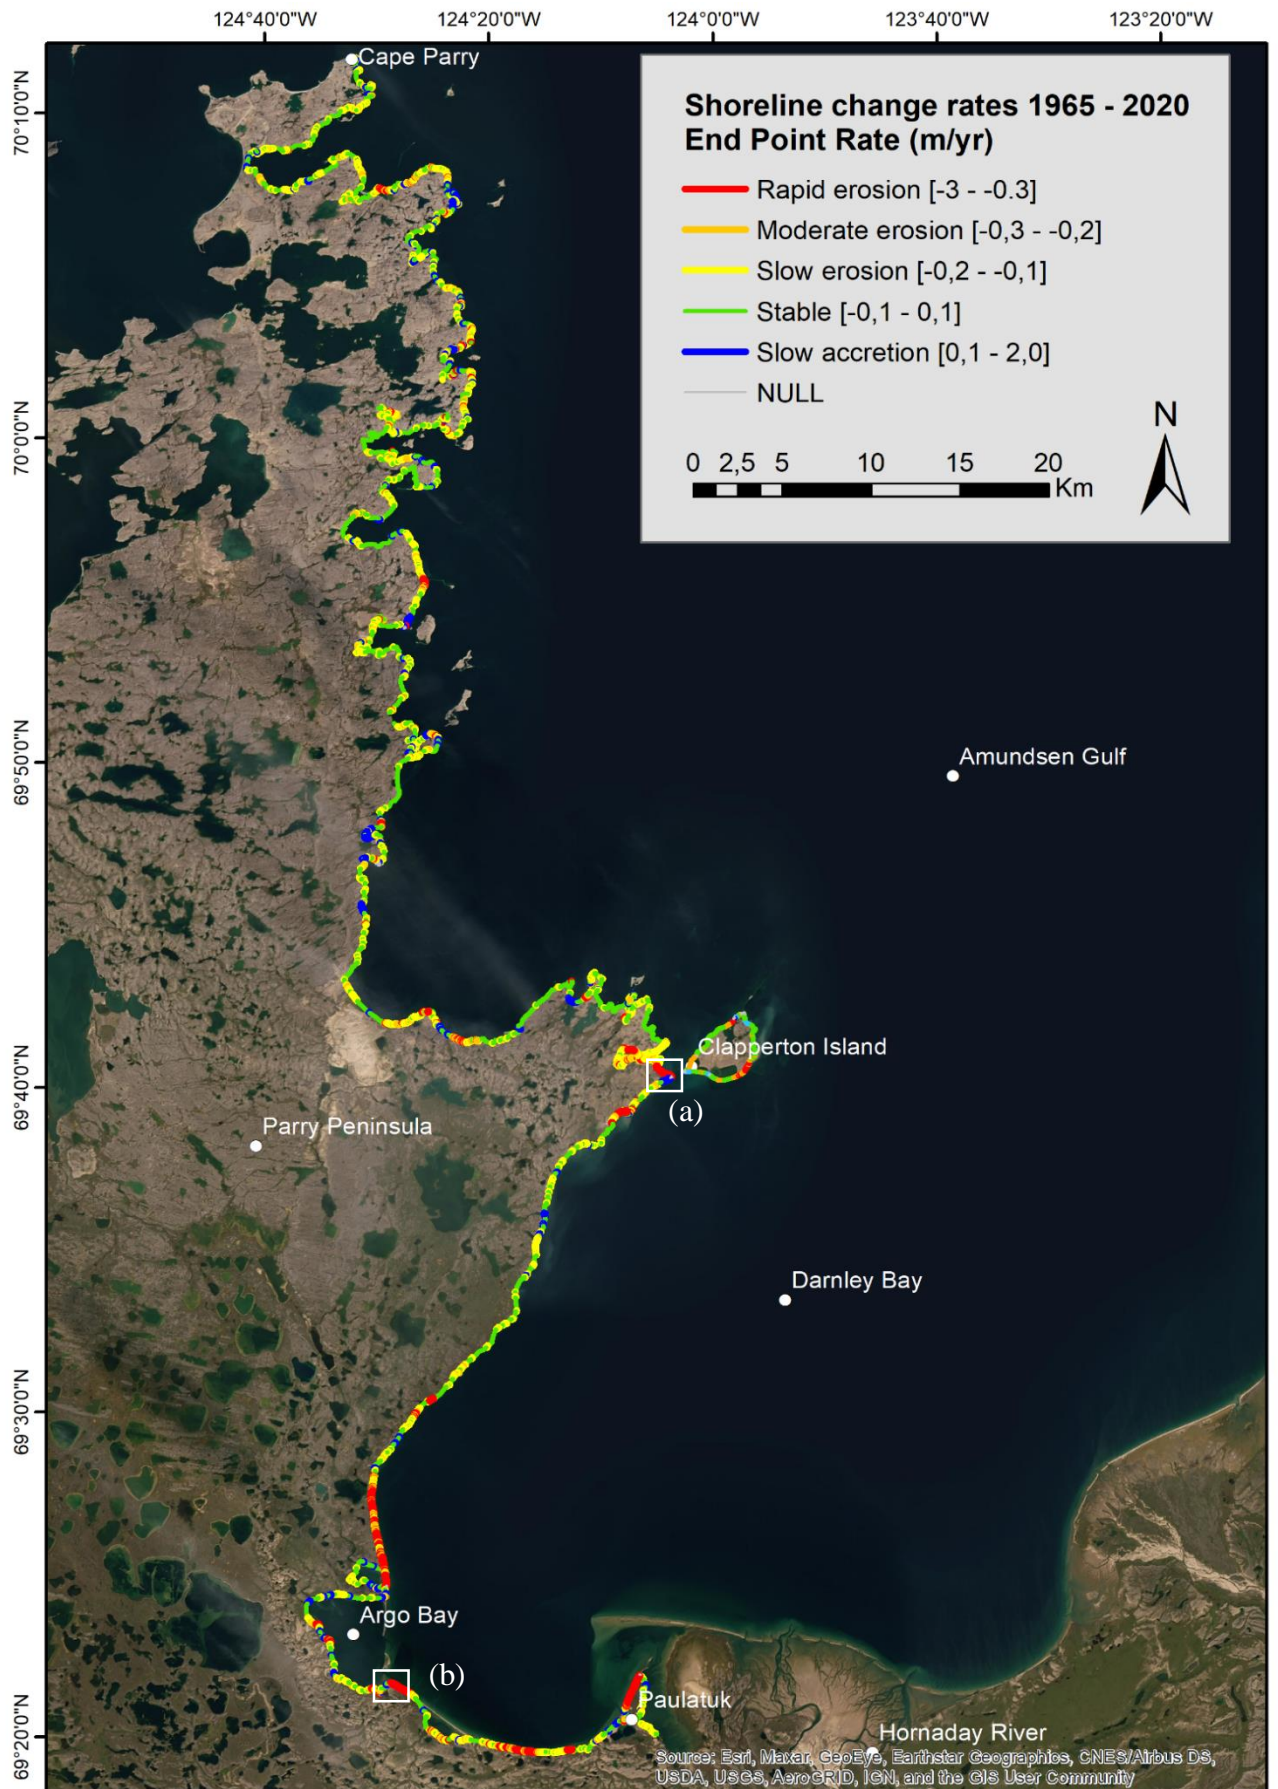 124°40'0"W 124°20'0"W 124°0'0"W 123°40'0"W 123°20'0"W
Cape Parry
70°10'0"N
Shoreline change rates 1965 - 2020
End Point Rate (m/yr)
Rapid erosion [-3 - -0.3]
Moderate erosion [-0,3 - -0,2]
Slow erosion [-0,2 - -0,1]
Stable [-0,1 - 0,1]
Slow accretion [0,1 - 2,0]
NULL
N
0 2,5 5 10 15 20
Km
70°0'0"N
69°50'0"N
Amundsen Gulf
Clapperton Island
69°40'0"N
(a)
Parry Peninsula
Darnley Bay
69°30'0"N
Argo Bay
(b)
Paulatuk
Hornaday River
69°20'0"N
Source: Esri, Maxar, GeoEye, Earthstar Geographics, CNES/Airbus DS,
USDA, USGS, AeroGRID, IGN, and the GIS User Community